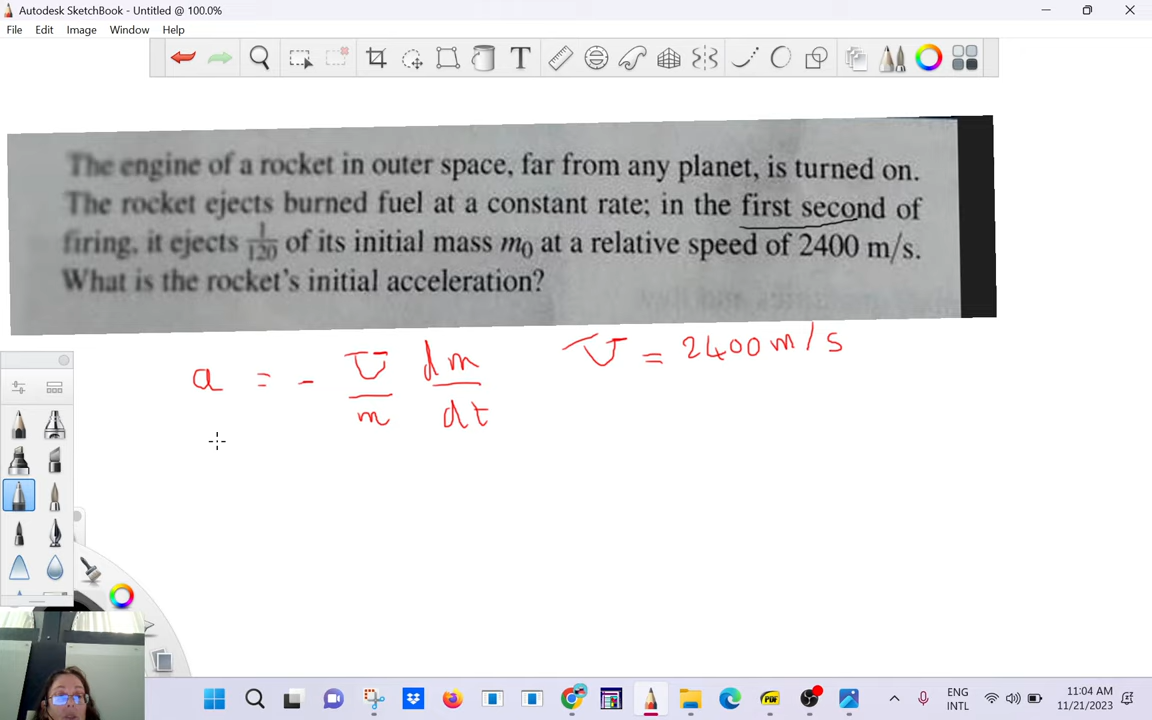 Autodesk SketchBook - Untitled @ 100.0%
File Edit Image Window Help
The engine of a rocket in outer space, far from any planet, is turned on.
The rocket ejects burned fuel at a constant rate; in the first second of
firing, it ejects 1/120 of its initial mass m₀ at a relative speed of 2400 m/s.
What is the rocket's initial acceleration?
a = - v/m dm/dt v = 2400 m/s
ENG
INTL
11:04 AM
11/21/2023